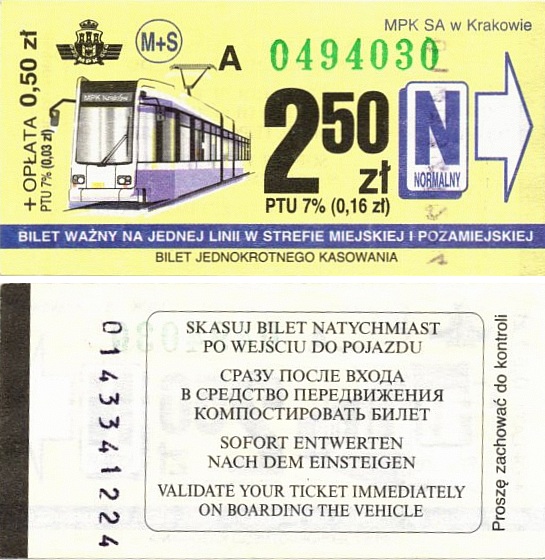 MPK SA w Krakowie
M+S
A 0494030
MPK Kraków
+ OPŁATA 0,50 zł
PTU 7% (0,03 zł)
2 50 zł
PTU 7% (0,16 zł)
N
NORMALNY
BILET WAŻNY NA JEDNEJ LINII W STREFIE MIEJSKIEJ I POZAMIEJSKIEJ
BILET JEDNOKROTNEGO KASOWANIA
0143341224
SKASUJ BILET NATYCHMIAST
PO WEJŚCIU DO POJAZDU
СРАЗУ ПОСЛЕ ВХОДА
В СРЕДСТВО ПЕРЕДВИЖЕНИЯ
КОМПОСТИРОВАТЬ БИЛЕТ
SOFORT ENTWERTEN
NACH DEM EINSTEIGEN
VALIDATE YOUR TICKET IMMEDIATELY
ON BOARDING THE VEHICLE
Proszę zachować do kontroli